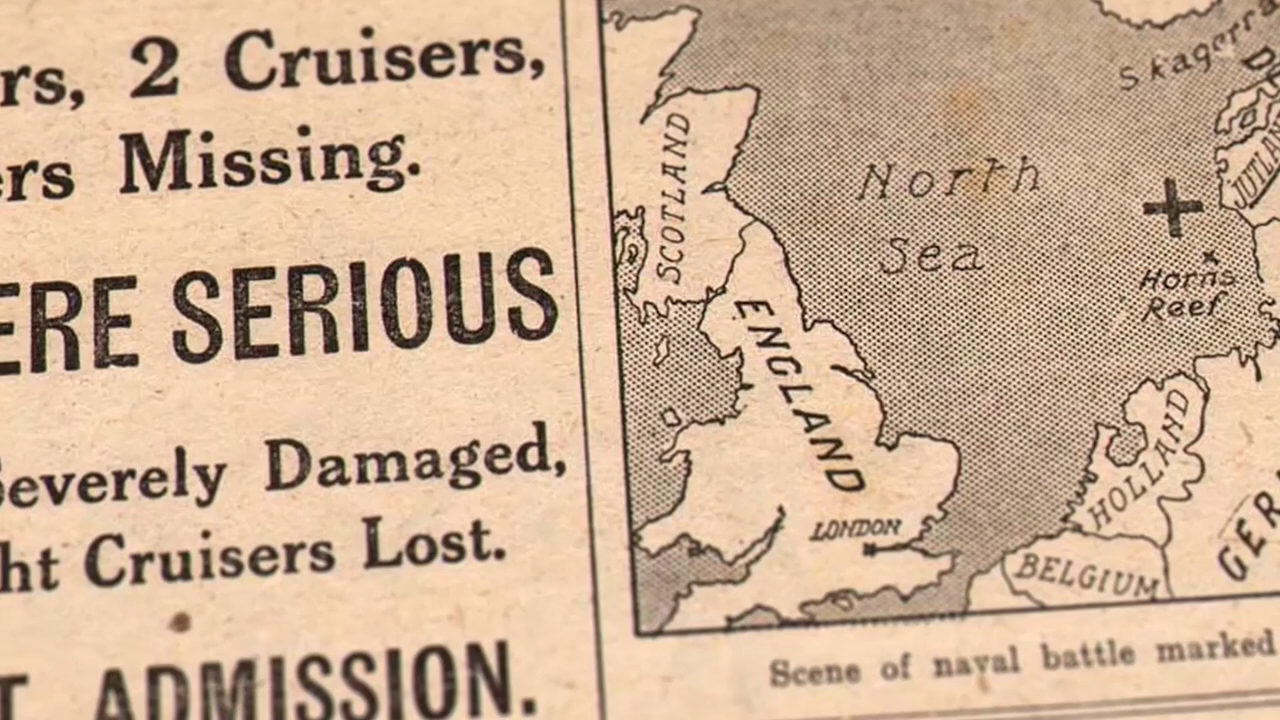 rs, 2 Cruisers,
ers Missing.
ERE SERIOUS
Severely Damaged,
ht Cruisers Lost.
T ADMISSION.
Skagerra
JUTLA
North
Sea
Horns
Reef
SCOTLAND
ENGLAND
HOLLAND
LONDON
BELGIUM
GER
Scene of naval battle marked